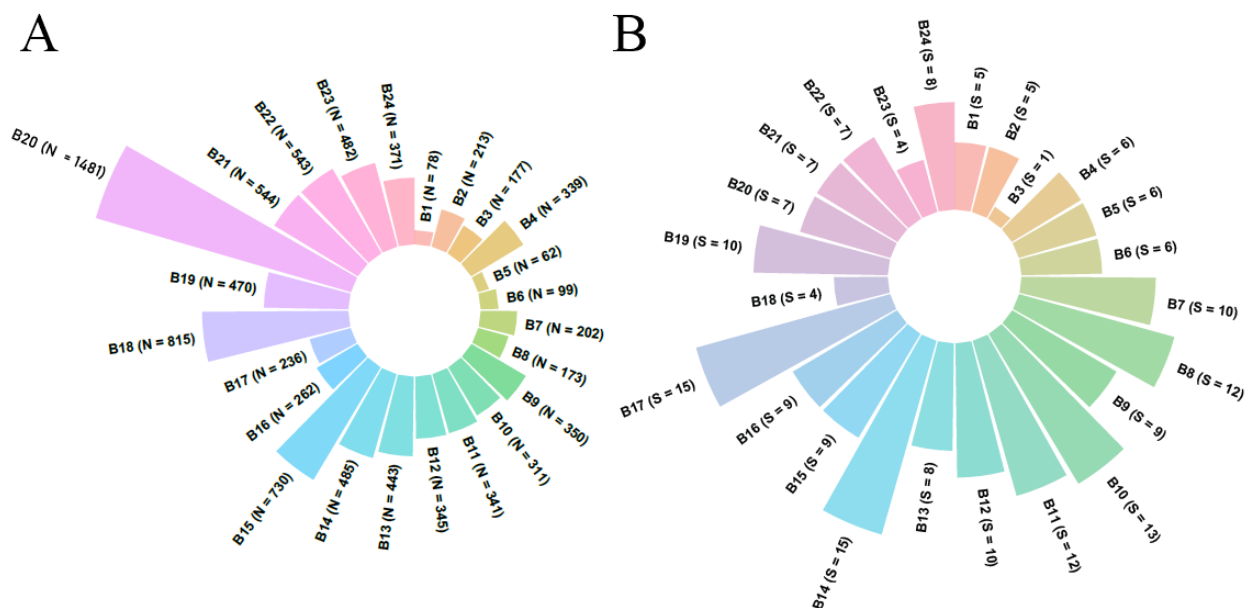 A
B1 (N = 78)
B2 (N = 213)
B3 (N = 177)
B4 (N = 339)
B5 (N = 62)
B6 (N = 99)
B7 (N = 202)
B8 (N = 173)
B9 (N = 350)
B10 (N = 311)
B11 (N = 341)
B12 (N = 345)
B13 (N = 443)
B14 (N = 485)
B15 (N = 730)
B16 (N = 262)
B17 (N = 236)
B18 (N = 815)
B19 (N = 470)
B20 (N = 1481)
B21 (N = 544)
B22 (N = 543)
B23 (N = 482)
B24 (N = 371)
B
B1 (S = 5)
B2 (S = 5)
B3 (S = 1)
B4 (S = 6)
B5 (S = 6)
B6 (S = 6)
B7 (S = 10)
B8 (S = 12)
B9 (S = 9)
B10 (S = 13)
B11 (S = 12)
B12 (S = 10)
B13 (S = 8)
B14 (S = 15)
B15 (S = 9)
B16 (S = 9)
B17 (S = 15)
B18 (S = 4)
B19 (S = 10)
B20 (S = 7)
B21 (S = 7)
B22 (S = 7)
B23 (S = 4)
B24 (S = 8)